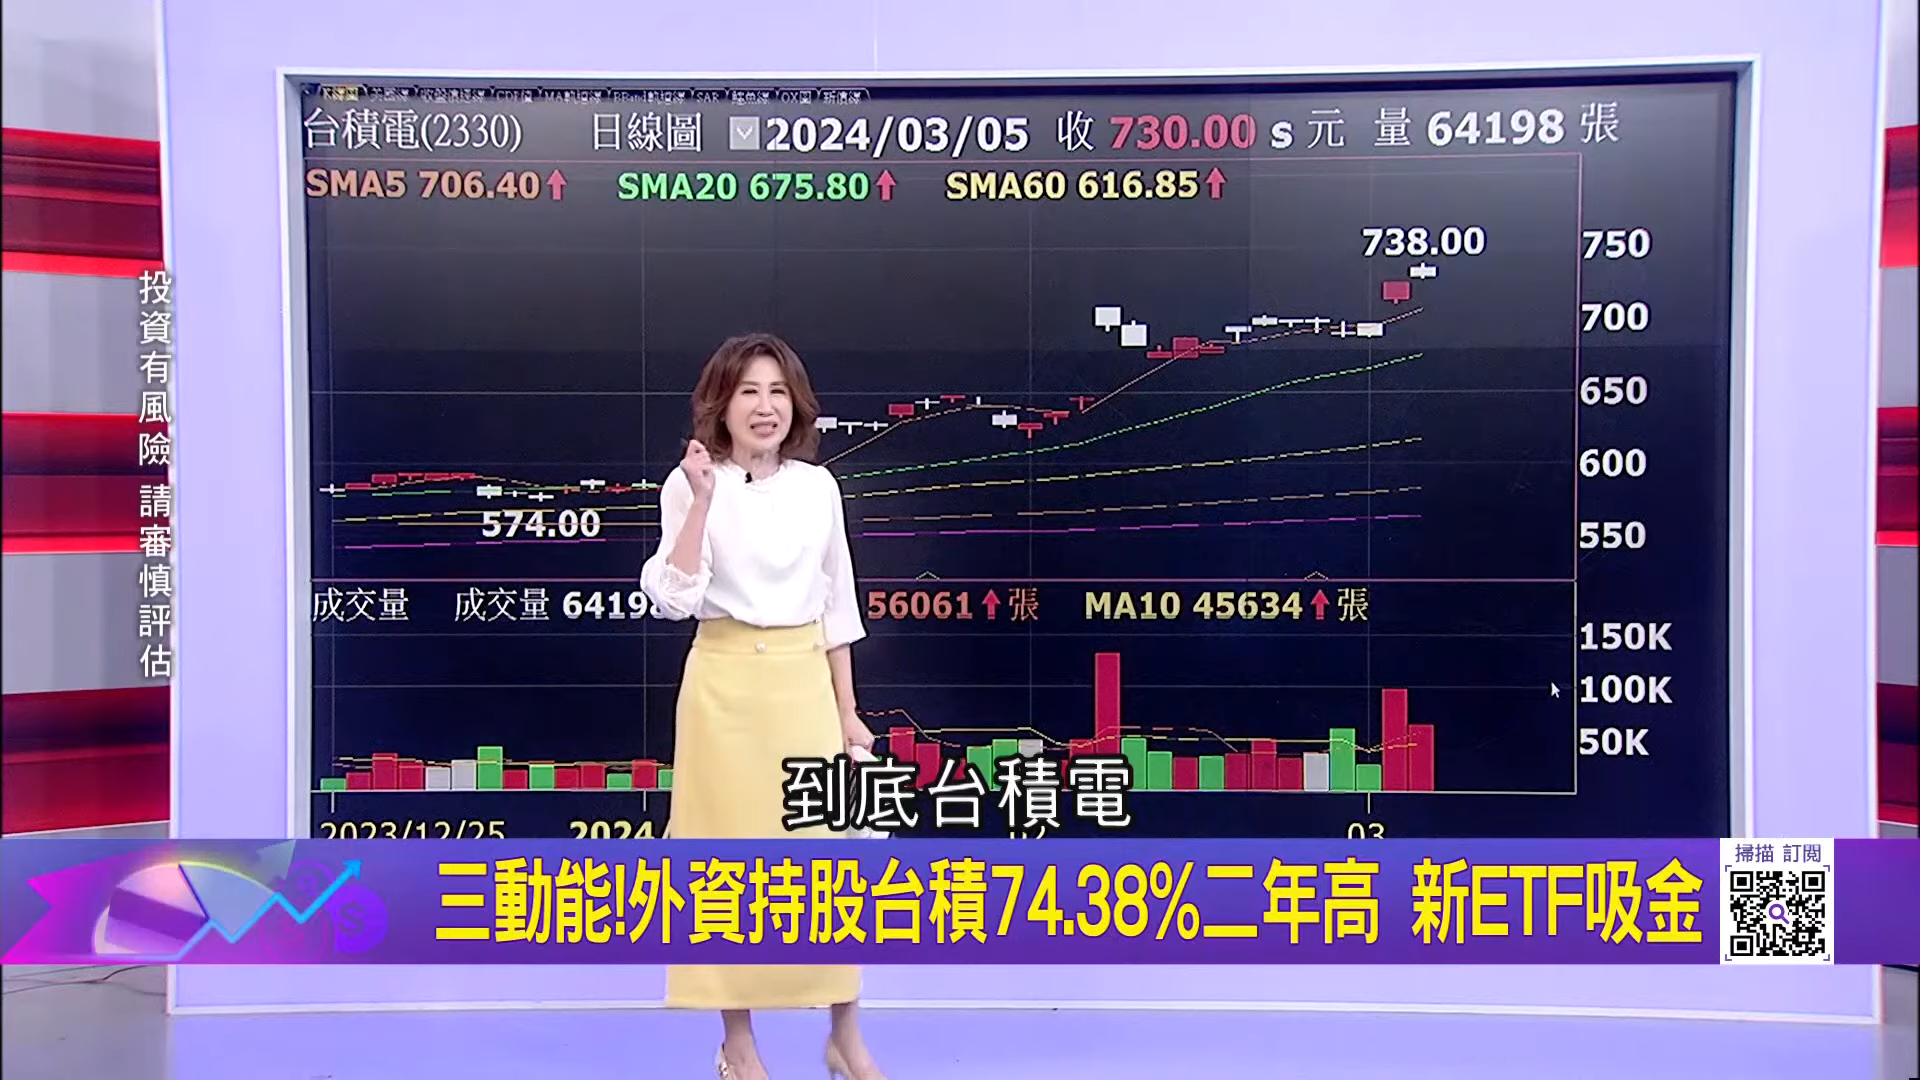 台積電(2330) 日線圖 2024/03/05 收 730.00 s 元 量 64198 張
SMA5 706.40↑ SMA20 675.80↑ SMA60 616.85↑
738.00
750
700
650
600
550
574.00
成交量 成交量 64198 56061↑張 MA10 45634↑張
150K
100K
50K
2023/12/25 2024/ 02 03
投資有風險 請審慎評估
到底台積電
三動能!外資持股台積74.38%二年高 新ETF吸金
掃描 訂閱